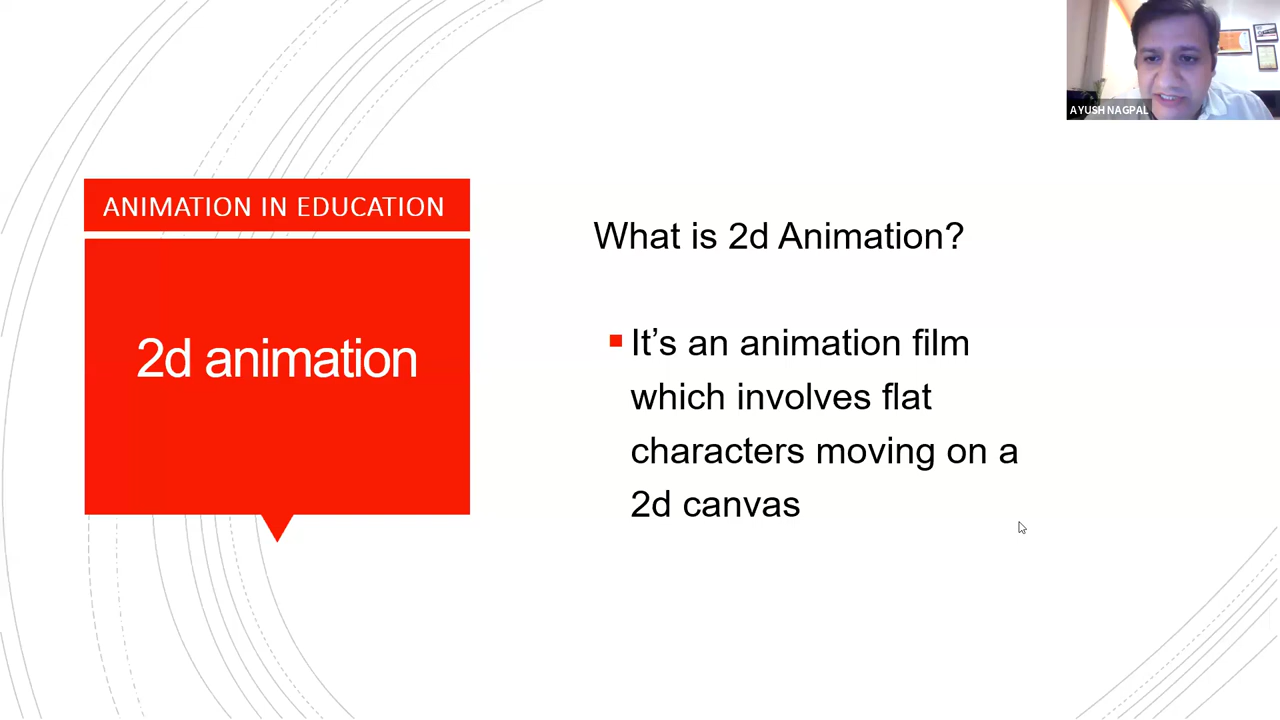 ANIMATION IN EDUCATION
2d animation
What is 2d Animation?
It’s an animation film
which involves flat
characters moving on a
2d canvas
AYUSH NAGPAL